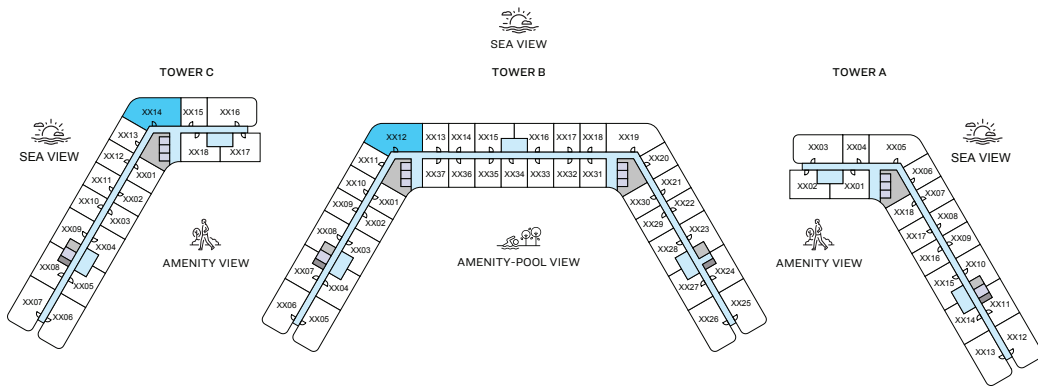 SEA VIEW
TOWER C
TOWER B
TOWER A
SEA VIEW
SEA VIEW
AMENITY VIEW
AMENITY-POOL VIEW
AMENITY VIEW
XX14
XX15
XX16
XX13
XX12
XX18
XX17
XX11
XX01
XX10
XX02
XX03
XX09
XX04
XX08
XX05
XX07
XX06
XX12
XX13
XX14
XX15
XX16
XX17
XX18
XX19
XX11
XX37
XX36
XX35
XX34
XX33
XX32
XX31
XX20
XX10
XX01
XX30
XX21
XX09
XX02
XX29
XX22
XX08
XX03
XX28
XX23
XX07
XX04
XX27
XX24
XX06
XX05
XX26
XX25
XX03
XX04
XX05
XX02
XX01
XX06
XX07
XX18
XX08
XX17
XX09
XX16
XX10
XX15
XX11
XX14
XX12
XX13